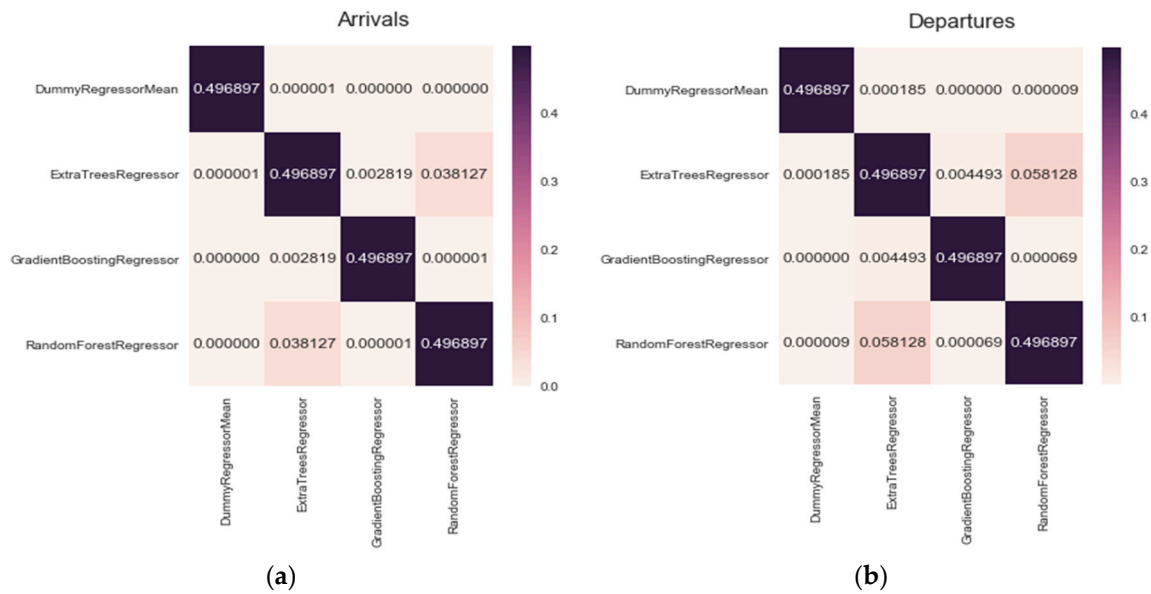 Arrivals
DummyRegressorMean 0.496897 0.000001 0.000000 0.000000
ExtraTreesRegressor 0.000001 0.496897 0.002819 0.038127
GradientBoostingRegressor 0.000000 0.002819 0.496897 0.000001
RandomForestRegressor 0.000000 0.038127 0.000001 0.496897
DummyRegressorMean
ExtraTreesRegressor
GradientBoostingRegressor
RandomForestRegressor
0.4
0.3
0.2
0.1
0.0
(a)
Departures
DummyRegressorMean 0.496897 0.000185 0.000000 0.000009
ExtraTreesRegressor 0.000185 0.496897 0.004493 0.058128
GradientBoostingRegressor 0.000000 0.004493 0.496897 0.000069
RandomForestRegressor 0.000009 0.058128 0.000069 0.496897
DummyRegressorMean
ExtraTreesRegressor
GradientBoostingRegressor
RandomForestRegressor
0.4
0.3
0.2
0.1
(b)